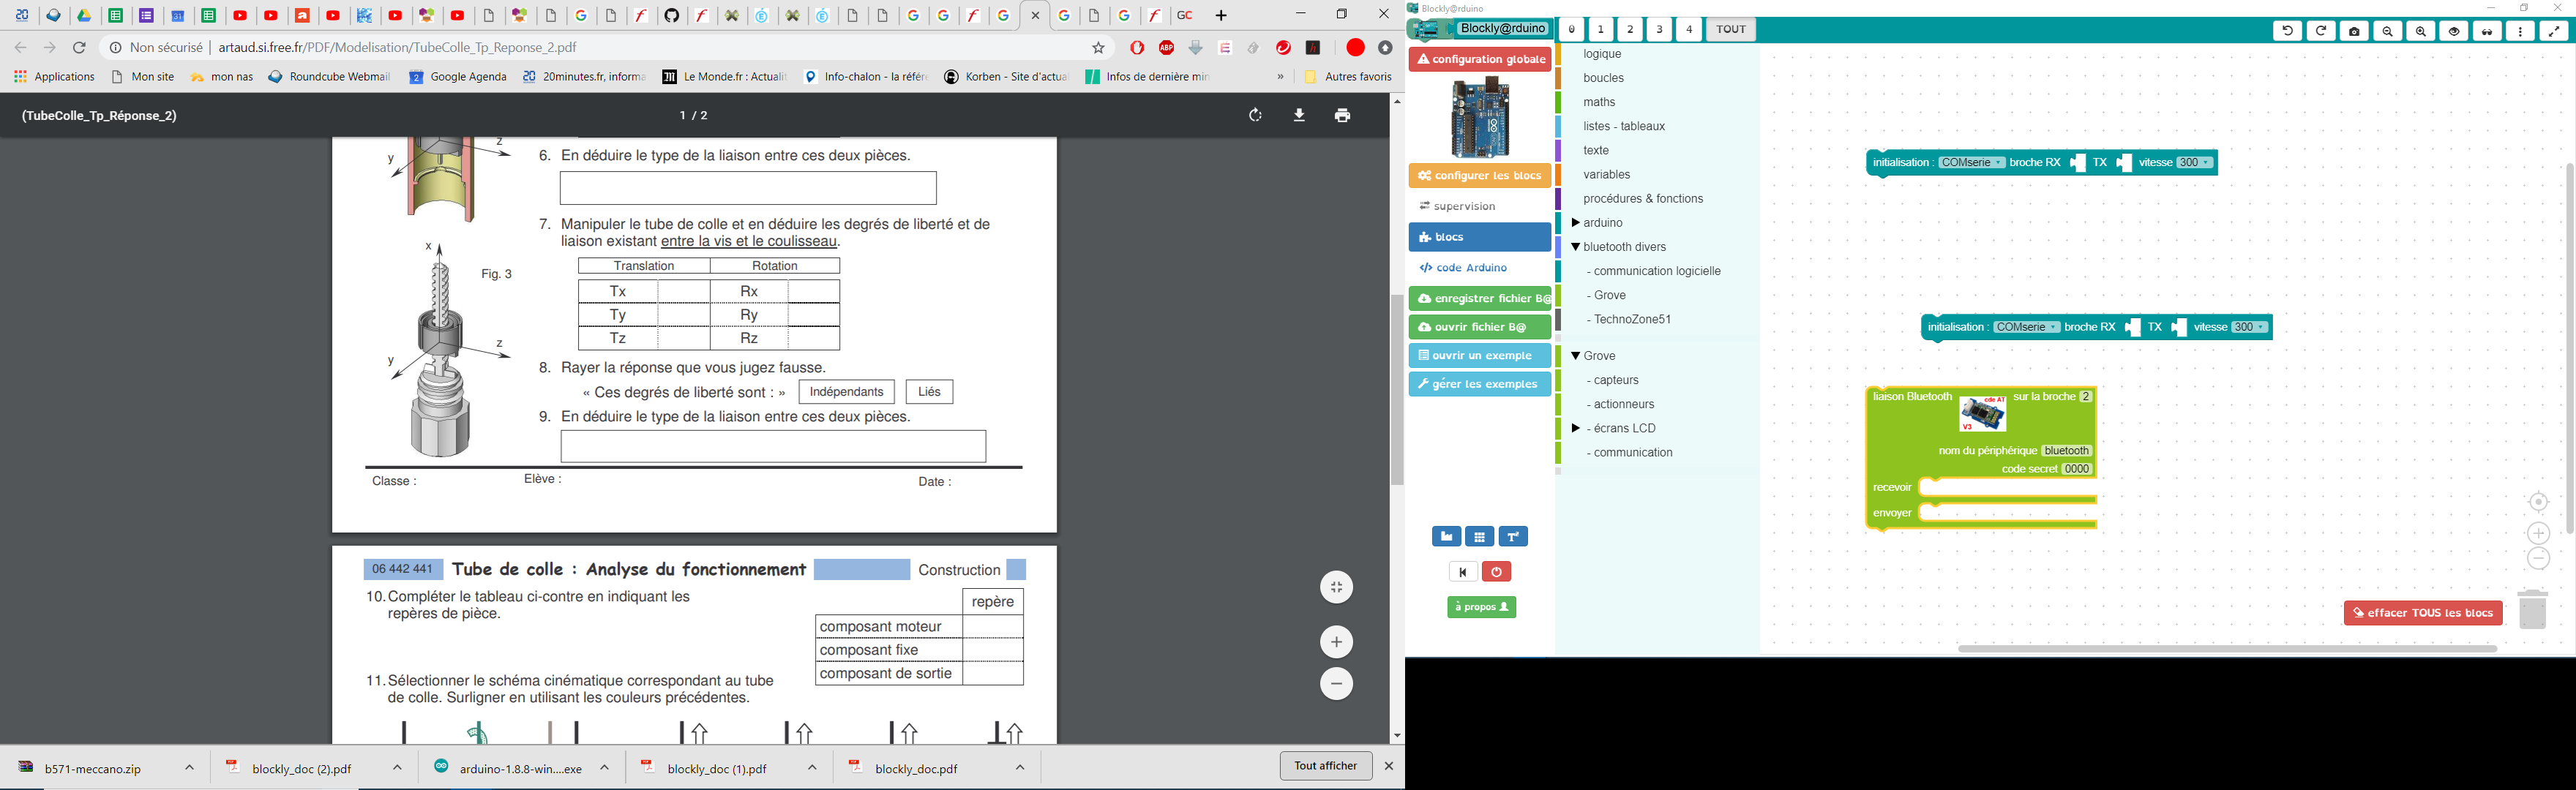 Non sécurisé | artaud.si.free.fr/PDF/Modelisation/TubeColle_Tp_Reponse_2.pdf
Applications
Mon site
mon nas
Roundcube Webmail
Google Agenda
20minutes.fr, informa
Le Monde.fr : Actualit
Info-chalon - la référ
Korben - Site d'actua
Infos de dernière min
»
Autres favoris
(TubeColle_Tp_Réponse_2)
1 / 2
y
z
6. En déduire le type de la liaison entre ces deux pièces.
7. Manipuler le tube de colle et en déduire les degrés de liberté et de
liaison existant entre la vis et le coulisseau.
x
Fig. 3
y
z
Translation Rotation
Tx Rx
Ty Ry
Tz Rz
8. Rayer la réponse que vous jugez fausse.
« Ces degrés de liberté sont : » Indépendants Liés
9. En déduire le type de la liaison entre ces deux pièces.
Classe : Elève : Date :
06 442 441 Tube de colle : Analyse du fonctionnement Construction
10. Compléter le tableau ci-contre en indiquant les
repères de pièce.
repère
composant moteur
composant fixe
composant de sortie
11. Sélectionner le schéma cinématique correspondant au tube
de colle. Surligner en utilisant les couleurs précédentes.
b571-meccano.zip
blockly_doc (2).pdf
arduino-1.8.8-win....exe
blockly_doc (1).pdf
blockly_doc.pdf
Tout afficher
Blockly@rduino
Blockly@rduino
0 1 2 3 4 TOUT
configuration globale
configurer les blocs
supervision
blocs
code Arduino
enregistrer fichier B@
ouvrir fichier B@
ouvrir un exemple
gérer les exemples
à propos
logique
boucles
maths
listes - tableaux
texte
variables
procédures & fonctions
arduino
bluetooth divers
- communication logicielle
- Grove
- TechnoZone51
Grove
- capteurs
- actionneurs
- écrans LCD
- communication
initialisation : COMserie broche RX TX vitesse 300
initialisation : COMserie broche RX TX vitesse 300
liaison Bluetooth cde AT V3 sur la broche 2
nom du périphérique bluetooth
code secret 0000
recevoir
envoyer
effacer TOUS les blocs